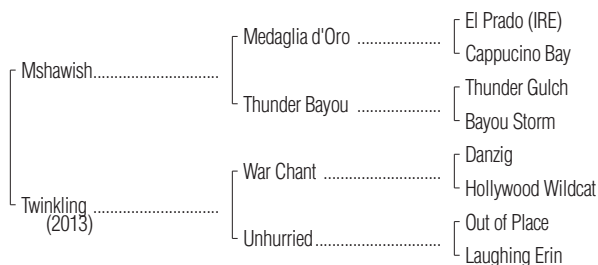 El Prado (IRE)
Medaglia d'Oro ....................
Cappucino Bay
Mshawish..............................
Thunder Gulch
Thunder Bayou ....................
Bayou Storm
Danzig
War Chant ............................
Hollywood Wildcat
Twinkling ..............................
(2013)
Out of Place
Unhurried..............................
Laughing Erin